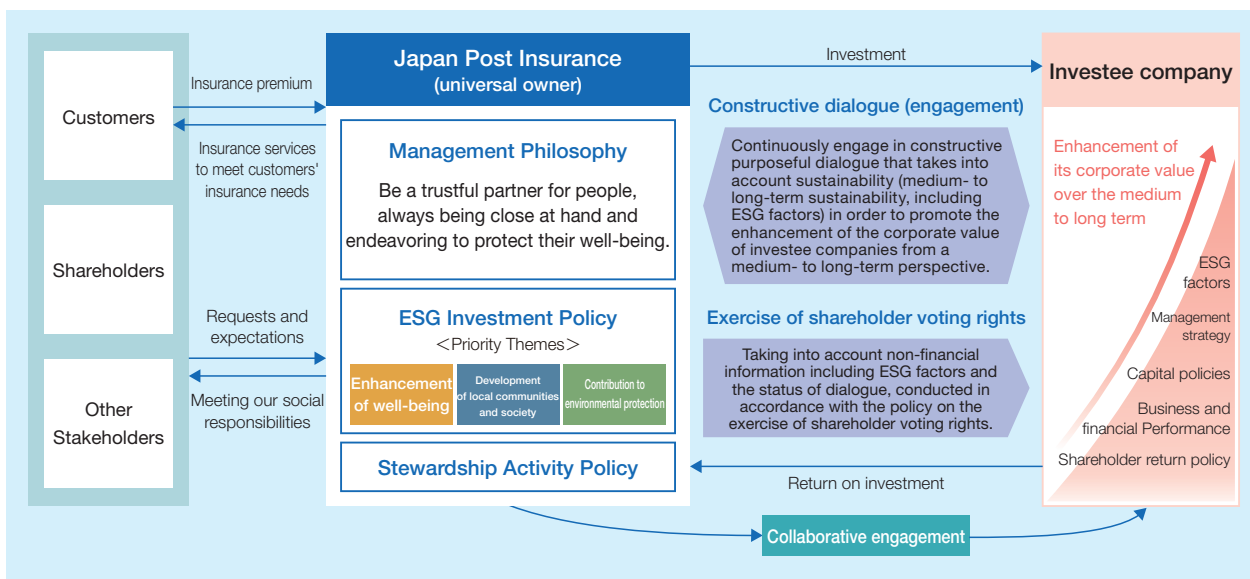 Customers
Shareholders
Other
Stakeholders
Insurance premium
Insurance services
to meet customers'
insurance needs
Requests and
expectations
Meeting our social
responsibilities
Japan Post Insurance
(universal owner)
Management Philosophy
Be a trustful partner for people,
always being close at hand and
endeavoring to protect their well-being.
ESG Investment Policy
<Priority Themes>
Enhancement
of well-being
Development
of local communities
and society
Contribution to
environmental protection
Stewardship Activity Policy
Investment
Constructive dialogue (engagement)
Continuously engage in constructive
purposeful dialogue that takes into
account sustainability (medium- to
long-term sustainability, including
ESG factors) in order to promote the
enhancement of the corporate value
of investee companies from a
medium- to long-term perspective.
Exercise of shareholder voting rights
Taking into account non-financial
information including ESG factors and
the status of dialogue, conducted in
accordance with the policy on the
exercise of shareholder voting rights.
Return on investment
Collaborative engagement
Investee company
Enhancement of
its corporate value
over the medium
to long term
ESG
factors
Management
strategy
Capital policies
Business and
financial Performance
Shareholder return policy